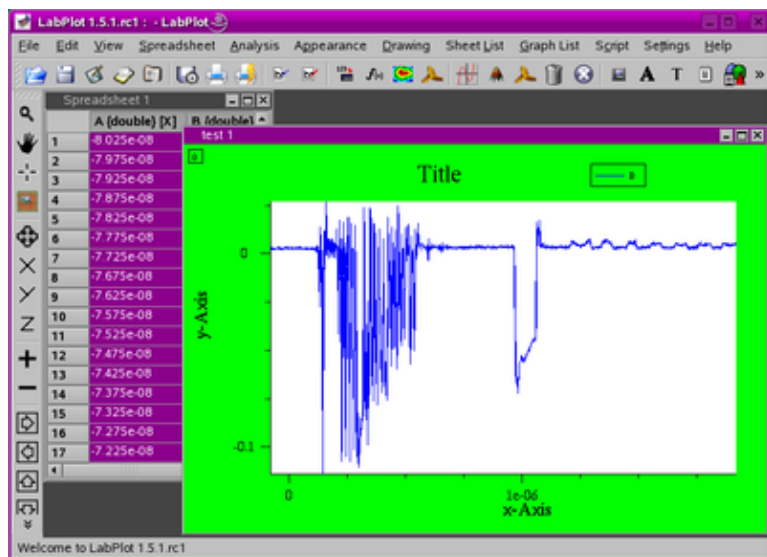 LabPlot 1.5.1.rc1 : - LabPlot
File Edit View Spreadsheet Analysis Appearance Drawing Sheet List Graph List Script Settings Help
Spreadsheet 1
A {double} [X] B {double}
test 1
1 -8.025e-08
2 -7.975e-08
3 -7.925e-08
4 -7.875e-08
5 -7.825e-08
6 -7.775e-08
7 -7.725e-08
8 -7.675e-08
9 -7.625e-08
10 -7.575e-08
11 -7.525e-08
12 -7.475e-08
13 -7.425e-08
14 -7.375e-08
15 -7.325e-08
16 -7.275e-08
17 -7.225e-08
Title
0
-0.1
y-Axis
0 1e-06
x-Axis
X
Y
Z
A T
Welcome to LabPlot 1.5.1.rc1